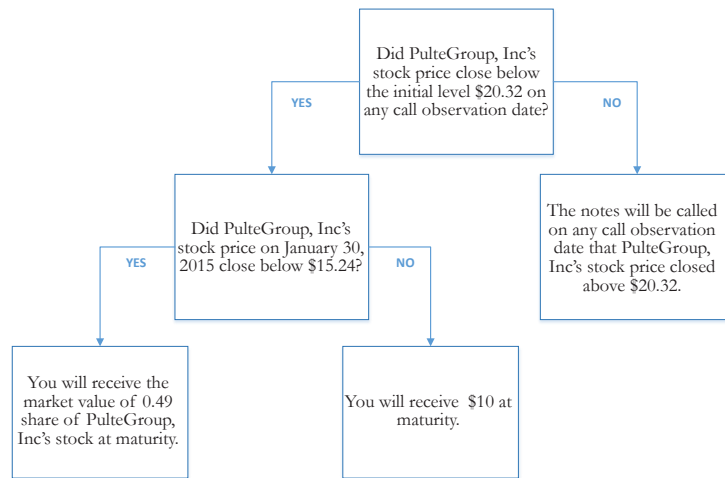 Did PulteGroup, Inc’s
stock price close below
the initial level $20.32 on
any call observation date?
YES
NO
Did PulteGroup, Inc’s
stock price on January 30,
2015 close below $15.24?
The notes will be called
on any call observation
date that PulteGroup,
Inc’s stock price closed
above $20.32.
YES
NO
You will receive the
market value of 0.49
share of PulteGroup,
Inc’s stock at maturity.
You will receive $10 at
maturity.